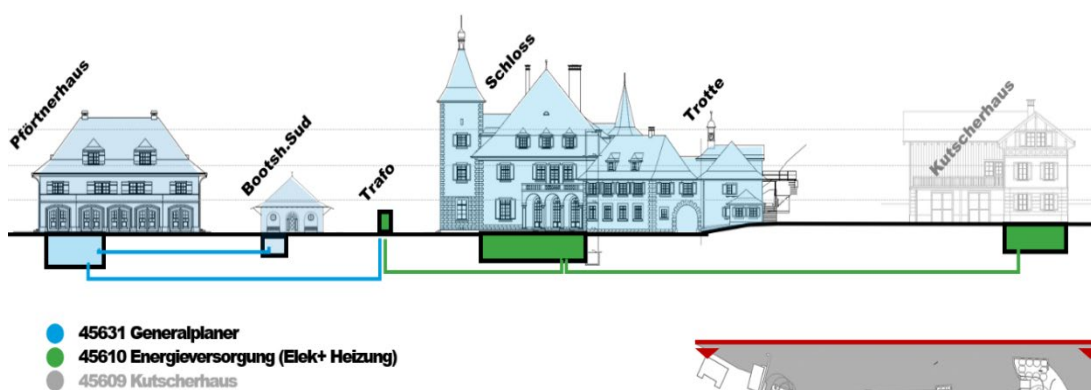 Pförtnerhaus
Bootsh.Sud
Trafo
Schloss
Trotte
Kutscherhaus
45631 Generalplaner
45610 Energieversorgung (Elek+ Heizung)
45609 Kutscherhaus